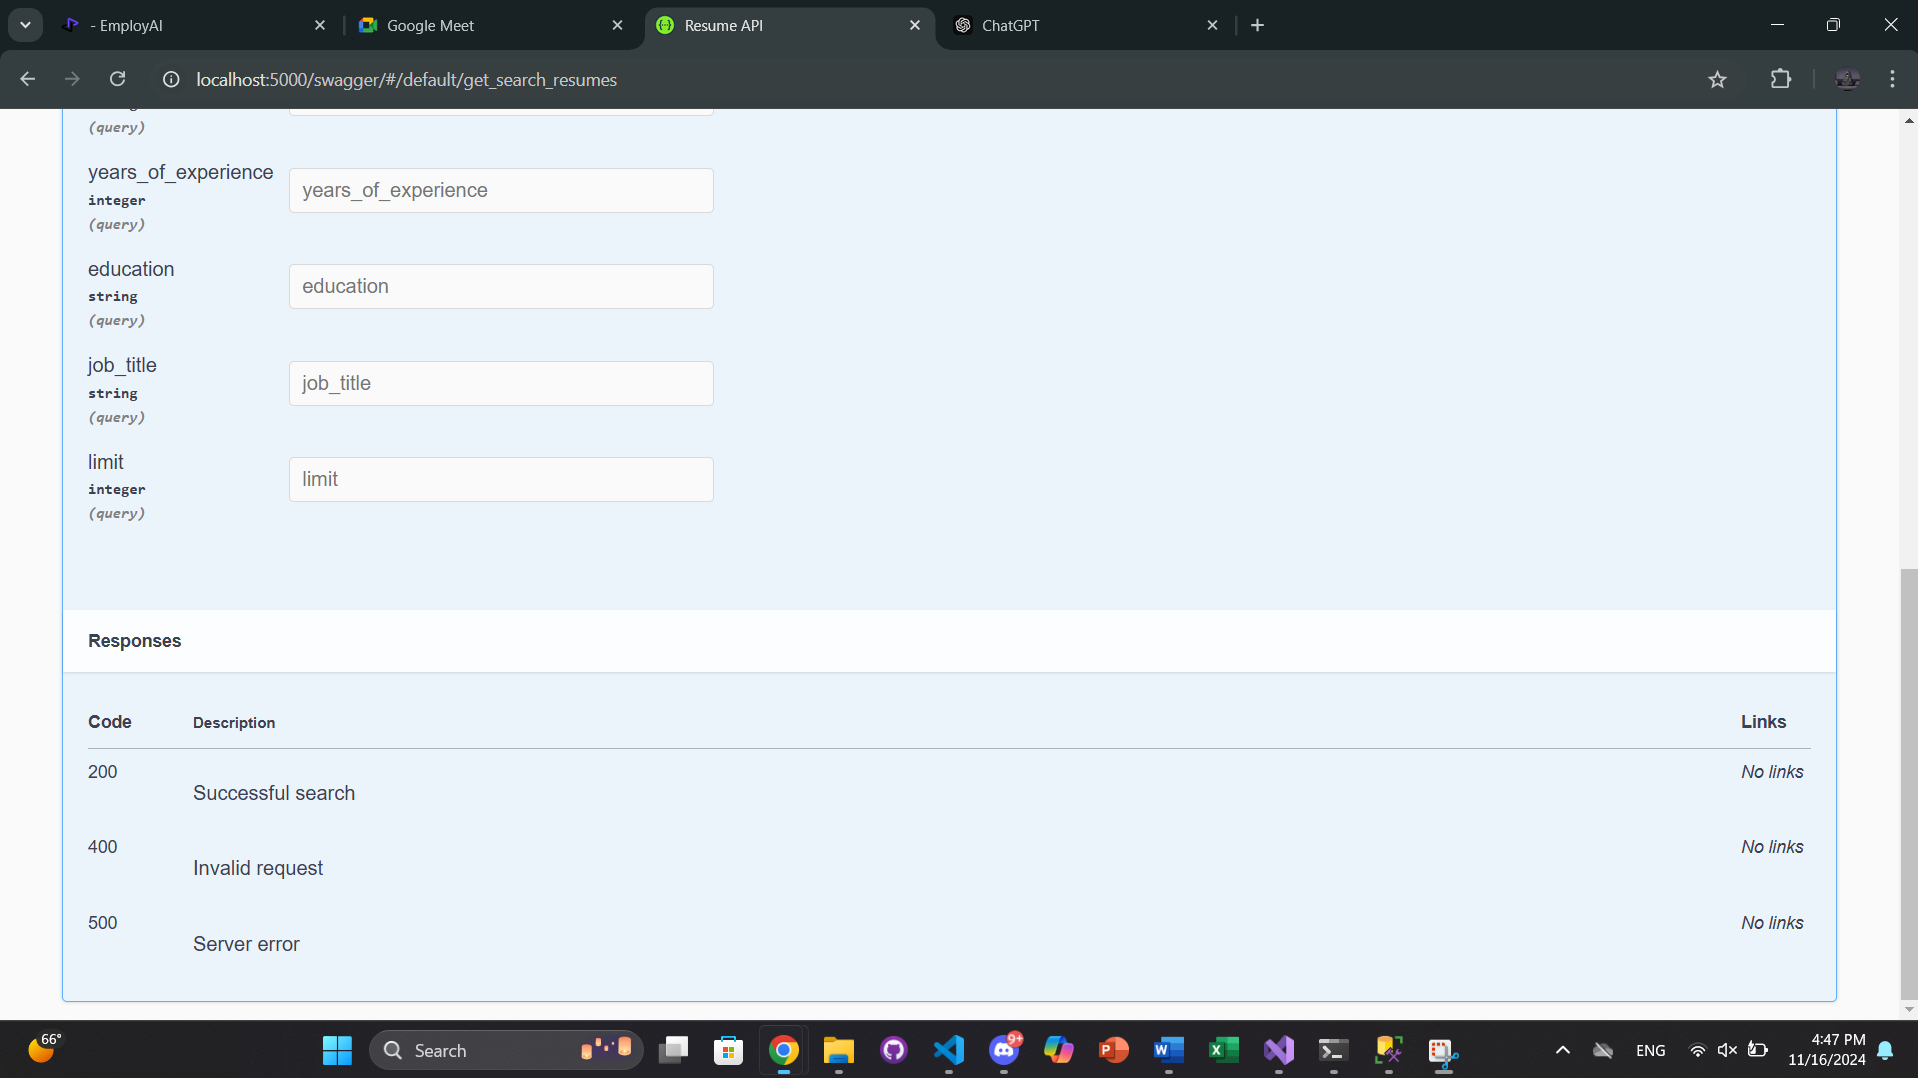 - EmployAI
Google Meet
Resume API
ChatGPT
localhost:5000/swagger/#/default/get_search_resumes
(query)
years_of_experience
integer
(query)
years_of_experience
education
string
(query)
education
job_title
string
(query)
job_title
limit
integer
(query)
limit
Responses
Code Description Links
200 No links
Successful search
400 No links
Invalid request
500 No links
Server error
66°
Search
9+
ENG
4:47 PM
11/16/2024